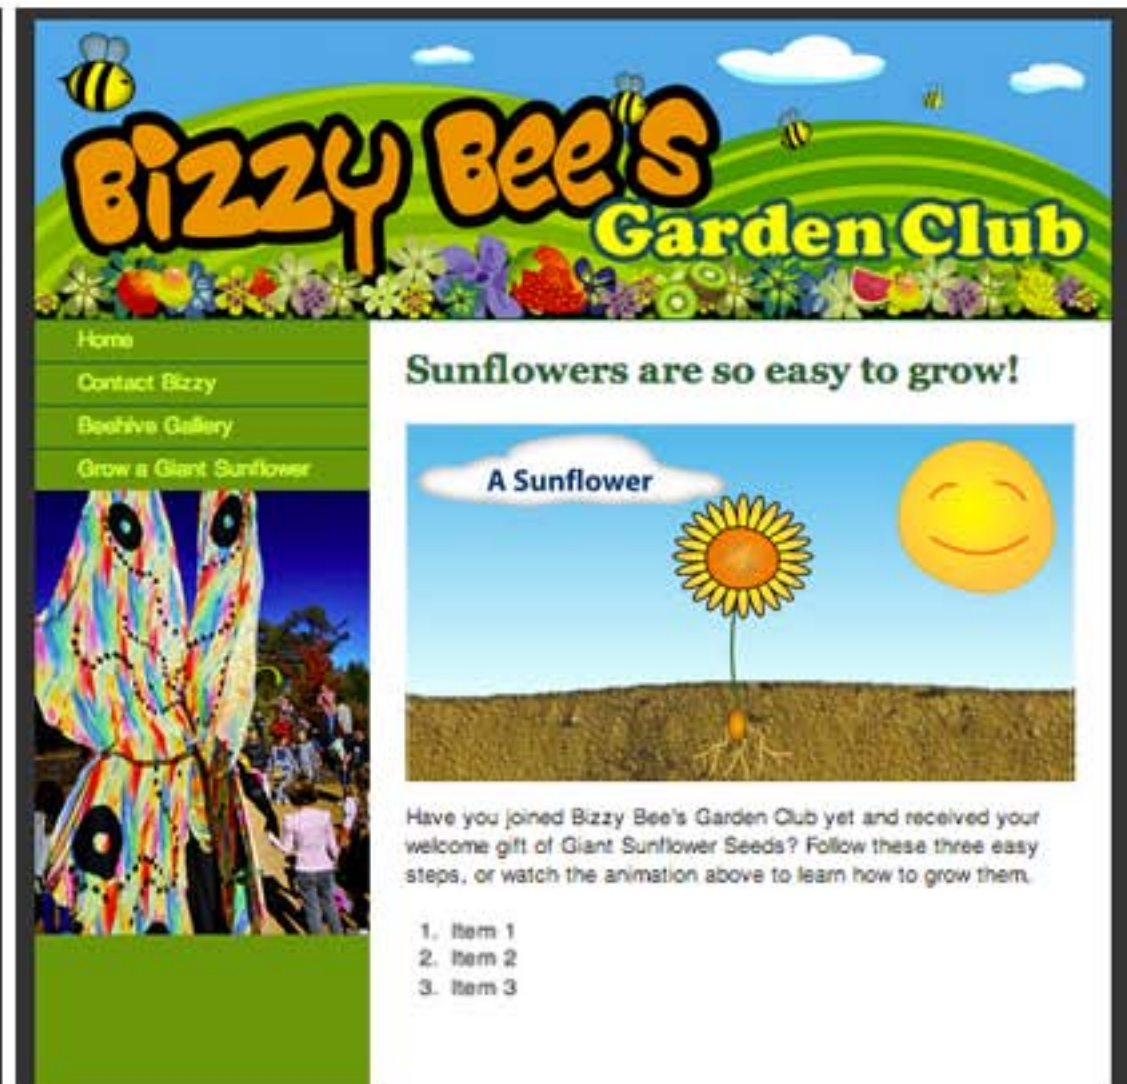 Bizzy Bee's
Garden Club
Home
Contact Bizzy
Beehive Gallery
Grow a Giant Sunflower
Sunflowers are so easy to grow!
A Sunflower
Have you joined Bizzy Bee's Garden Club yet and received your
welcome gift of Giant Sunflower Seeds? Follow these three easy
steps, or watch the animation above to learn how to grow them.
1. Item 1
2. Item 2
3. Item 3